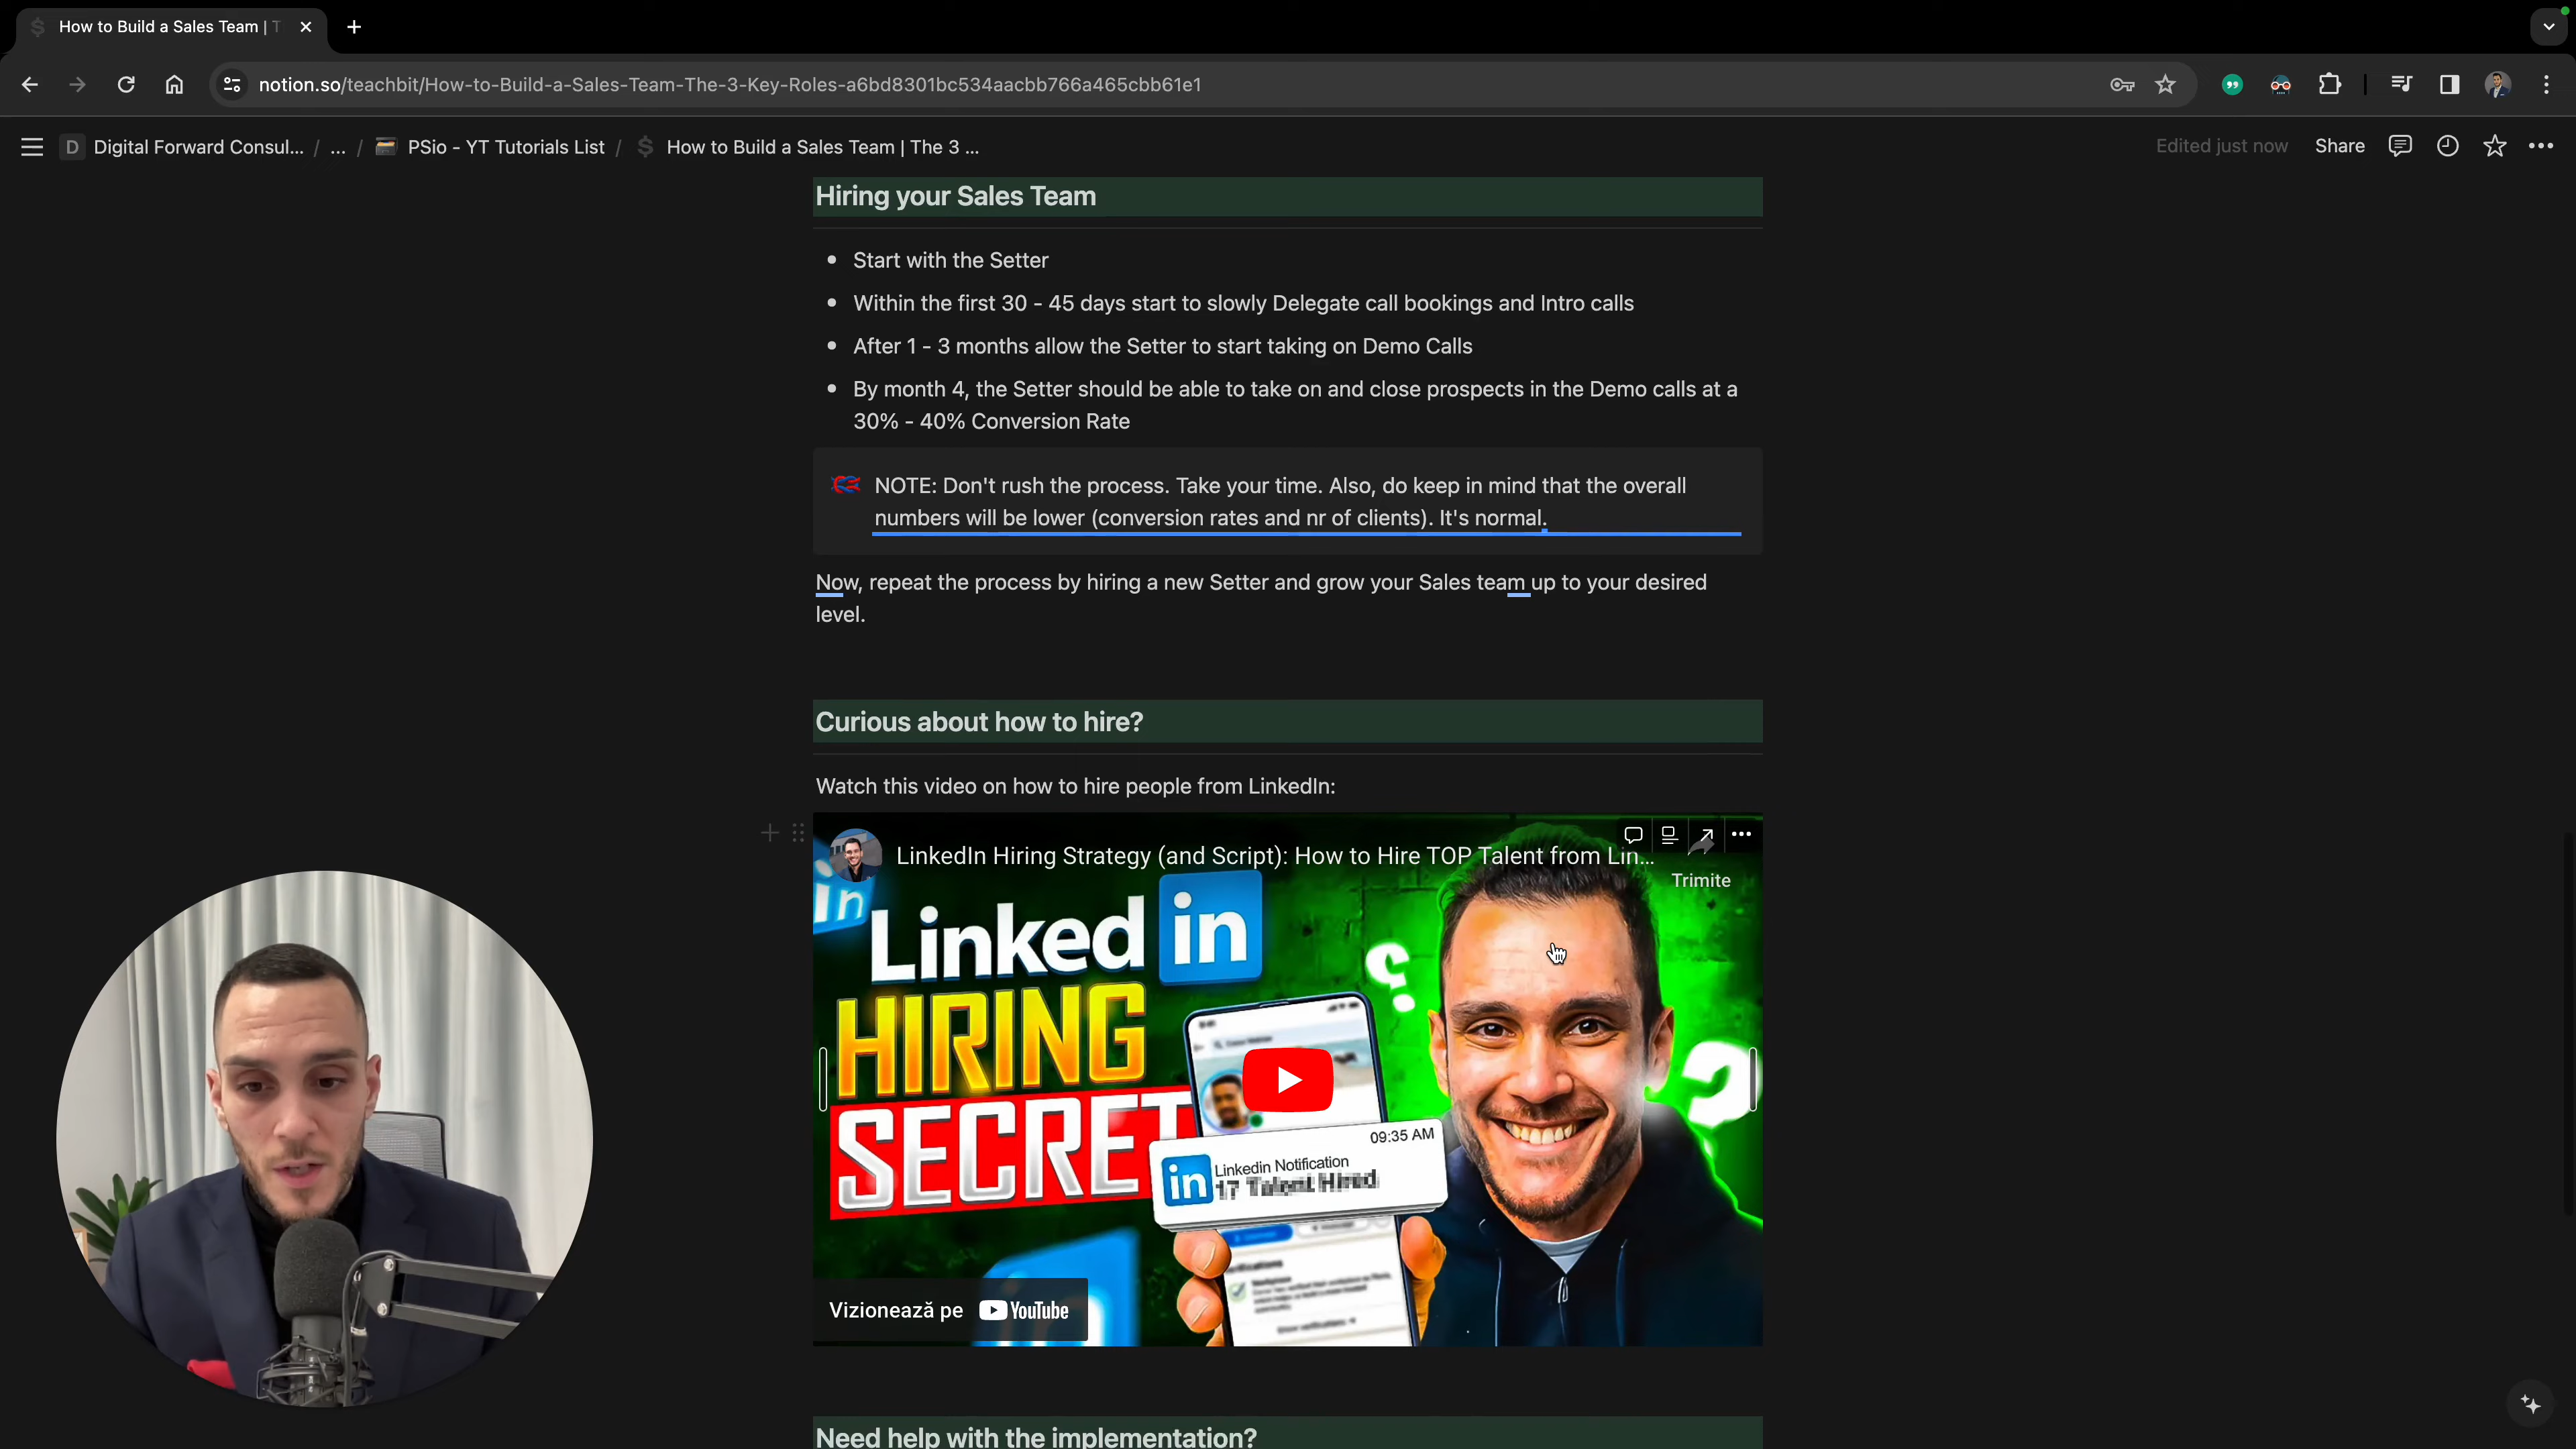 How to Build a Sales Team | T
notion.so/teachbit/How-to-Build-a-Sales-Team-The-3-Key-Roles-a6bd8301bc534aacbb766a465cbb61e1
D Digital Forward Consul... / ... / PSio - YT Tutorials List / How to Build a Sales Team | The 3 ...
Edited just now Share
Hiring your Sales Team
• Start with the Setter
• Within the first 30 - 45 days start to slowly Delegate call bookings and Intro calls
• After 1 - 3 months allow the Setter to start taking on Demo Calls
• By month 4, the Setter should be able to take on and close prospects in the Demo calls at a
30% - 40% Conversion Rate
NOTE: Don't rush the process. Take your time. Also, do keep in mind that the overall
numbers will be lower (conversion rates and nr of clients). It's normal.
Now, repeat the process by hiring a new Setter and grow your Sales team up to your desired
level.
Curious about how to hire?
Watch this video on how to hire people from LinkedIn:
LinkedIn Hiring Strategy (and Script): How to Hire TOP Talent from Lin...
Trimite
in
Linked in
HIRING
SECRET
09:35 AM
in
Linkedin Notification
17 Talent Hired
Vizionează pe YouTube
Need help with the implementation?